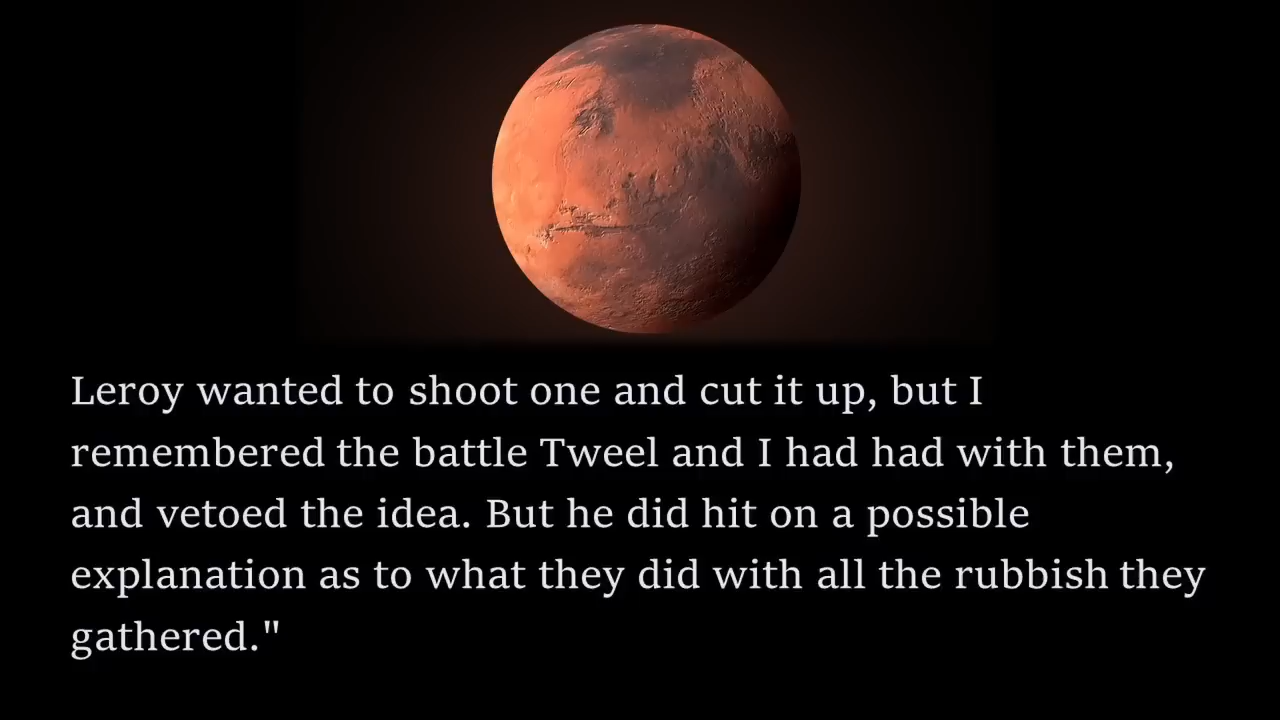 Leroy wanted to shoot one and cut it up, but I
remembered the battle Tweel and I had had with them,
and vetoed the idea. But he did hit on a possible
explanation as to what they did with all the rubbish they
gathered."